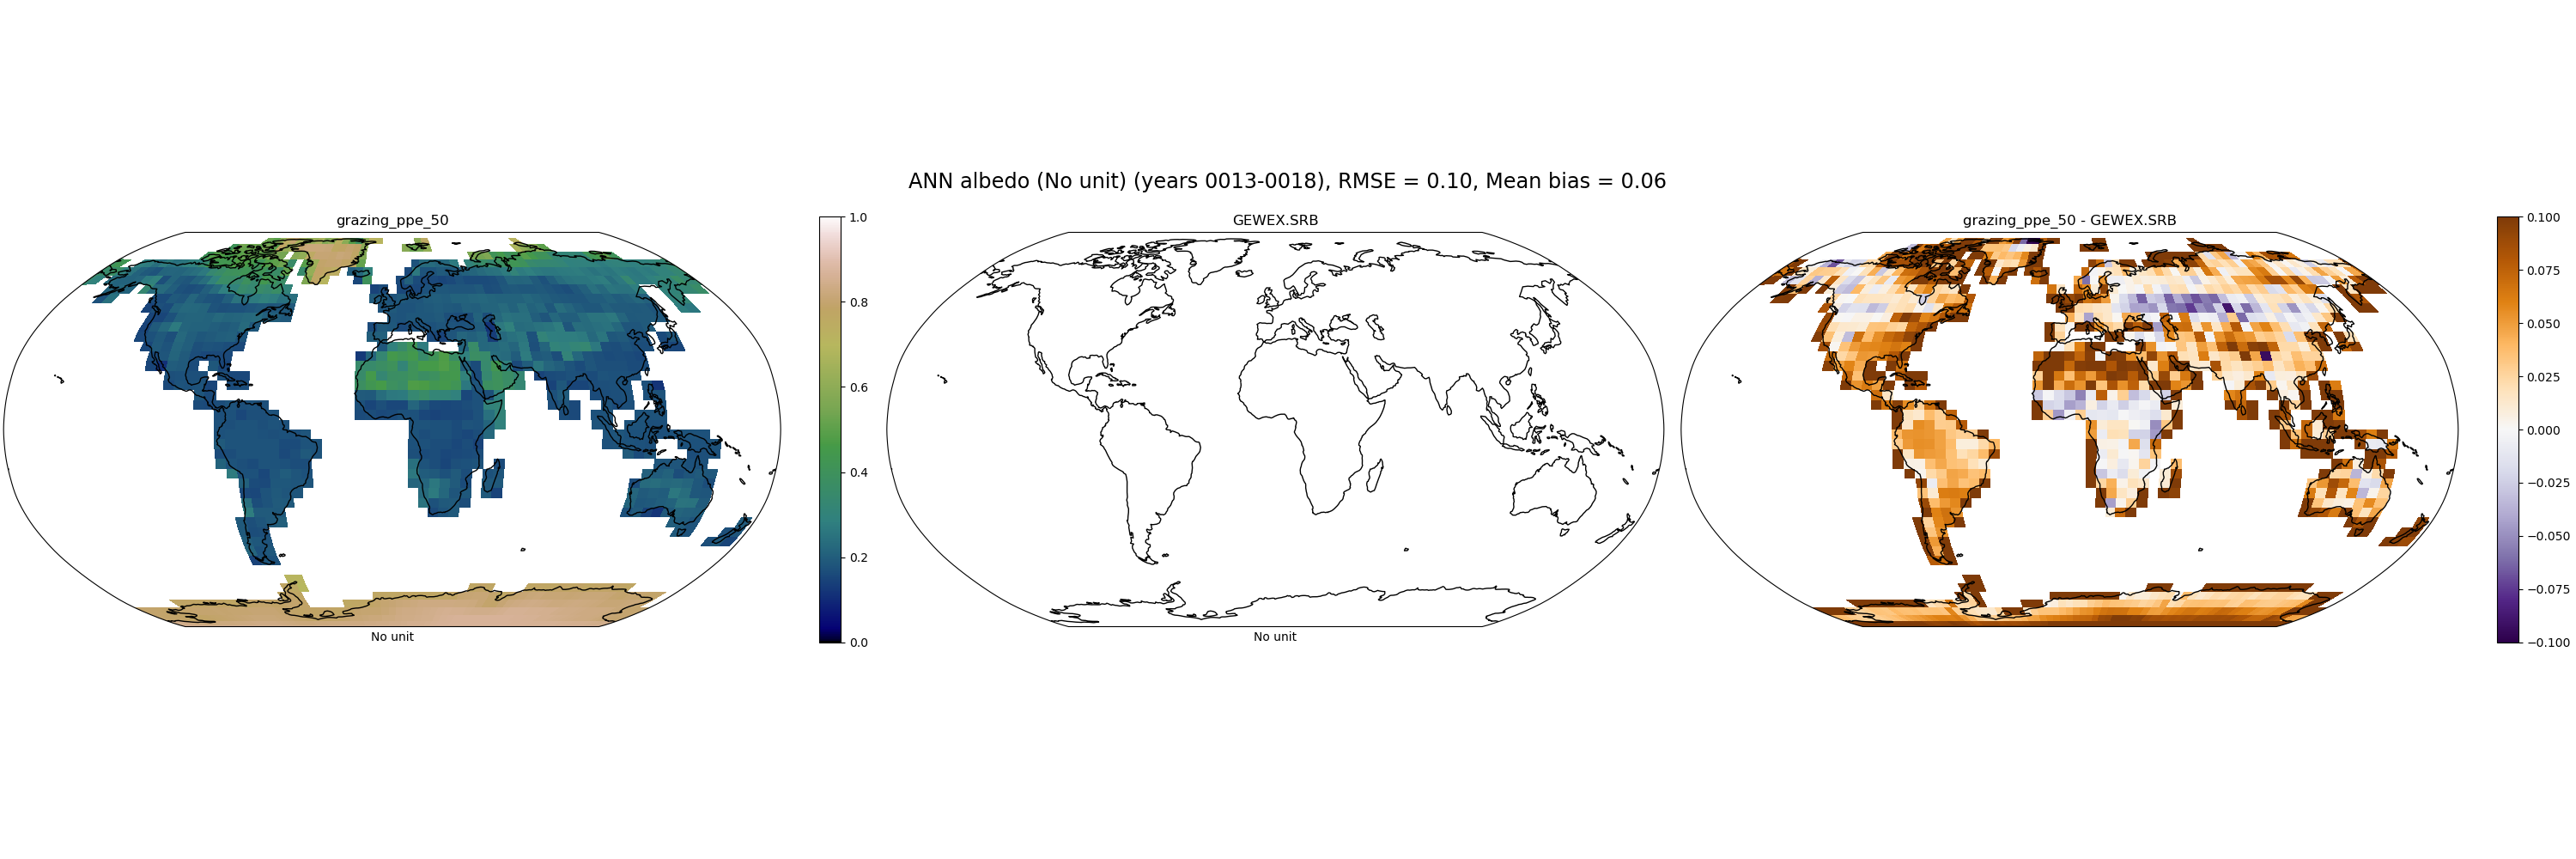 ANN albedo (No unit) (years 0013-0018), RMSE = 0.10, Mean bias = 0.06
grazing_ppe_50
1.0
0.8
0.6
0.4
0.2
0.0
No unit
GEWEX.SRB
No unit
grazing_ppe_50 - GEWEX.SRB
0.100
0.075
0.050
0.025
0.000
−0.025
−0.050
−0.075
−0.100